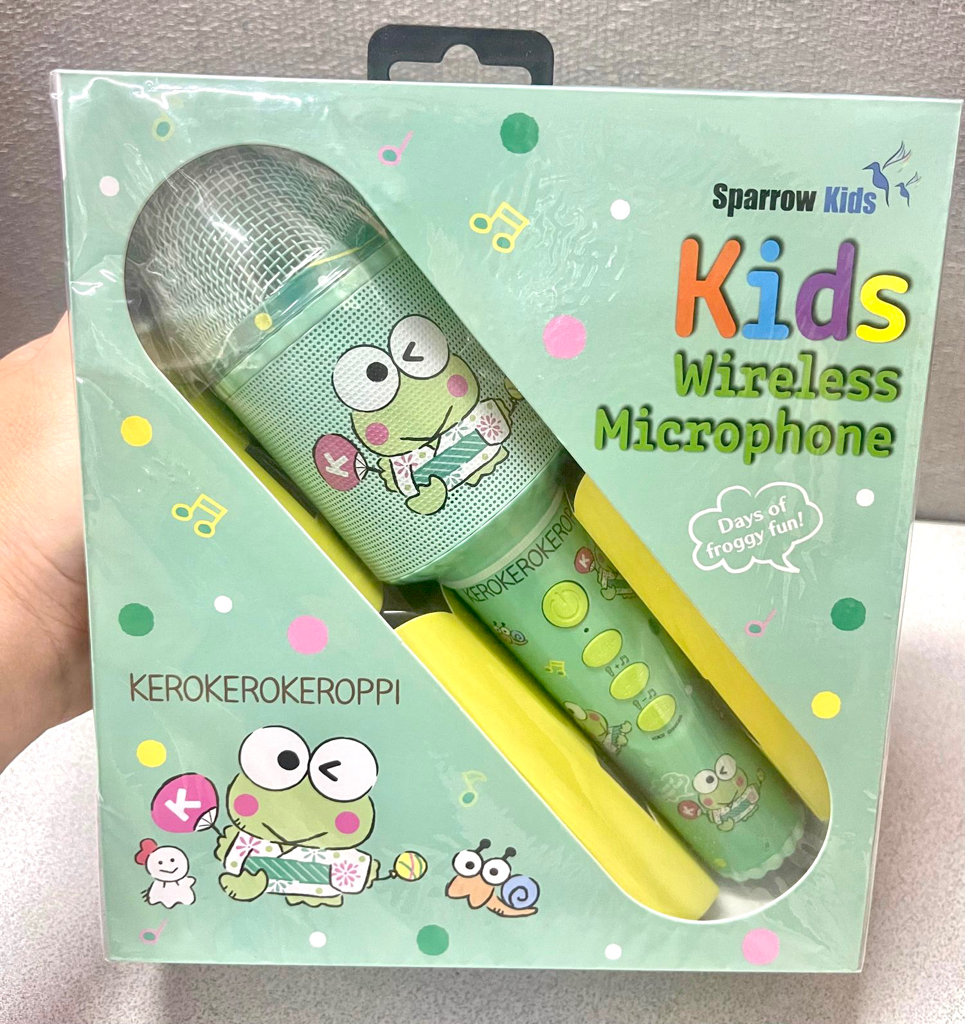 Sparrow Kids
Kids
Wireless
Microphone
Days of
froggy fun!
K
KEROKEROKEROPPI
KEROKEROKEROPPI
K